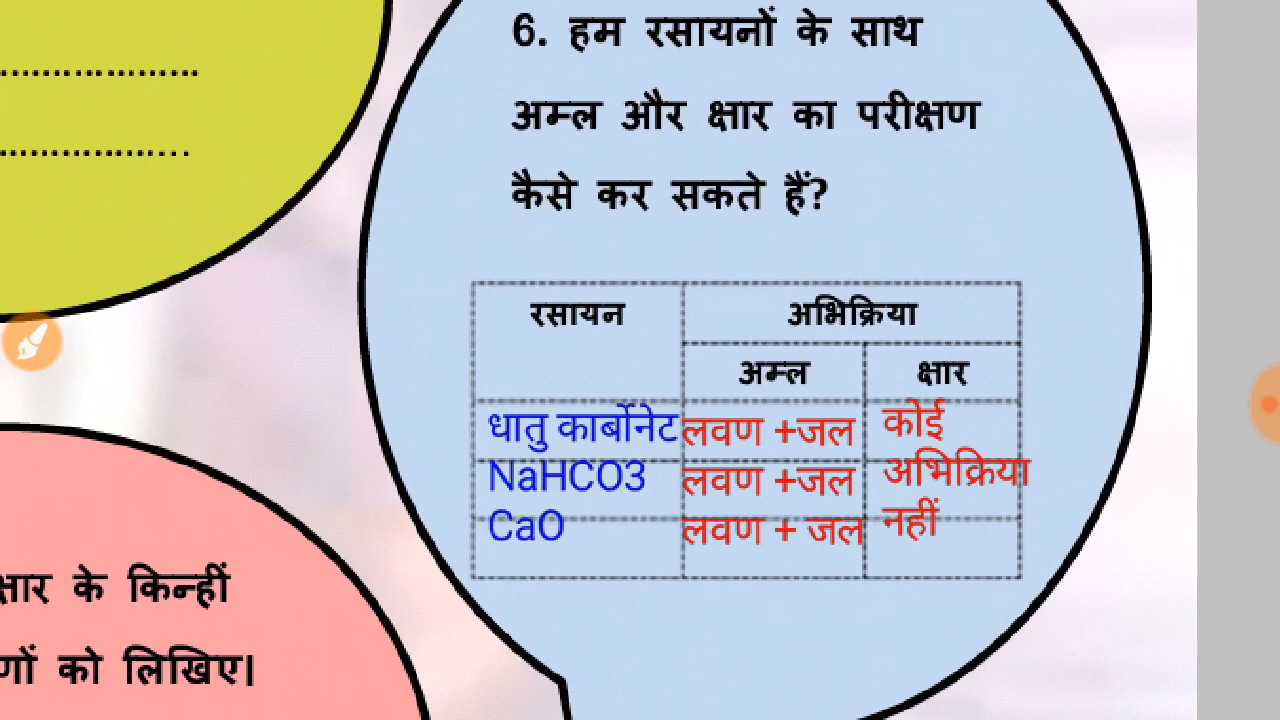 6. हम रसायनों के साथ
अम्ल और क्षार का परीक्षण
कैसे कर सकते हैं?
रसायन अभिक्रिया
अम्ल क्षार
धातु कार्बोनेट लवण +जल कोई
NaHCO3 लवण +जल अभिक्रिया
CaO लवण + जल नहीं
क्षार के किन्हीं
को लिखिए।